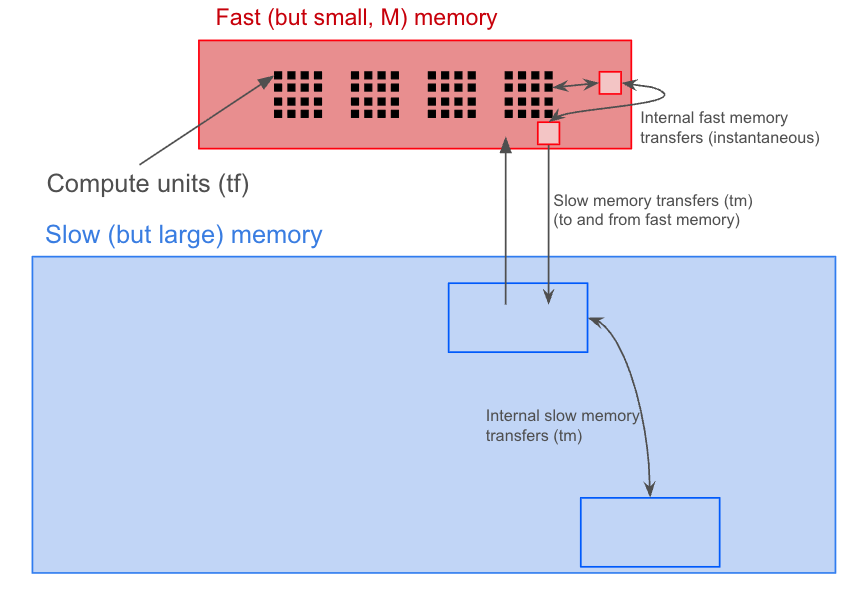 Fast (but small, M) memory
Internal fast memory
transfers (instantaneous)
Compute units (tf)
Slow memory transfers (tm)
(to and from fast memory)
Slow (but large) memory
Internal slow memory
transfers (tm)